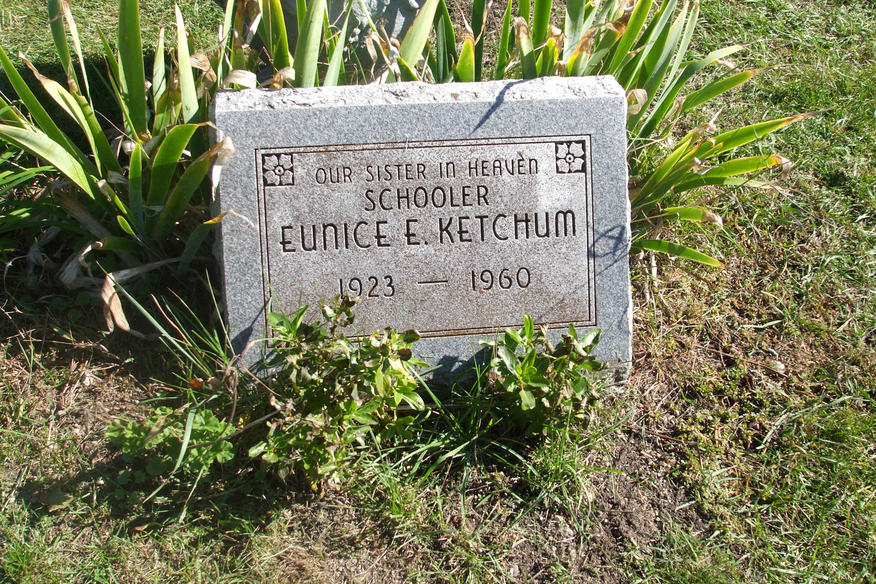 OUR SISTER IN HEAVEN
SCHOOLER
EUNICE E. KETCHUM
1923 — 1960